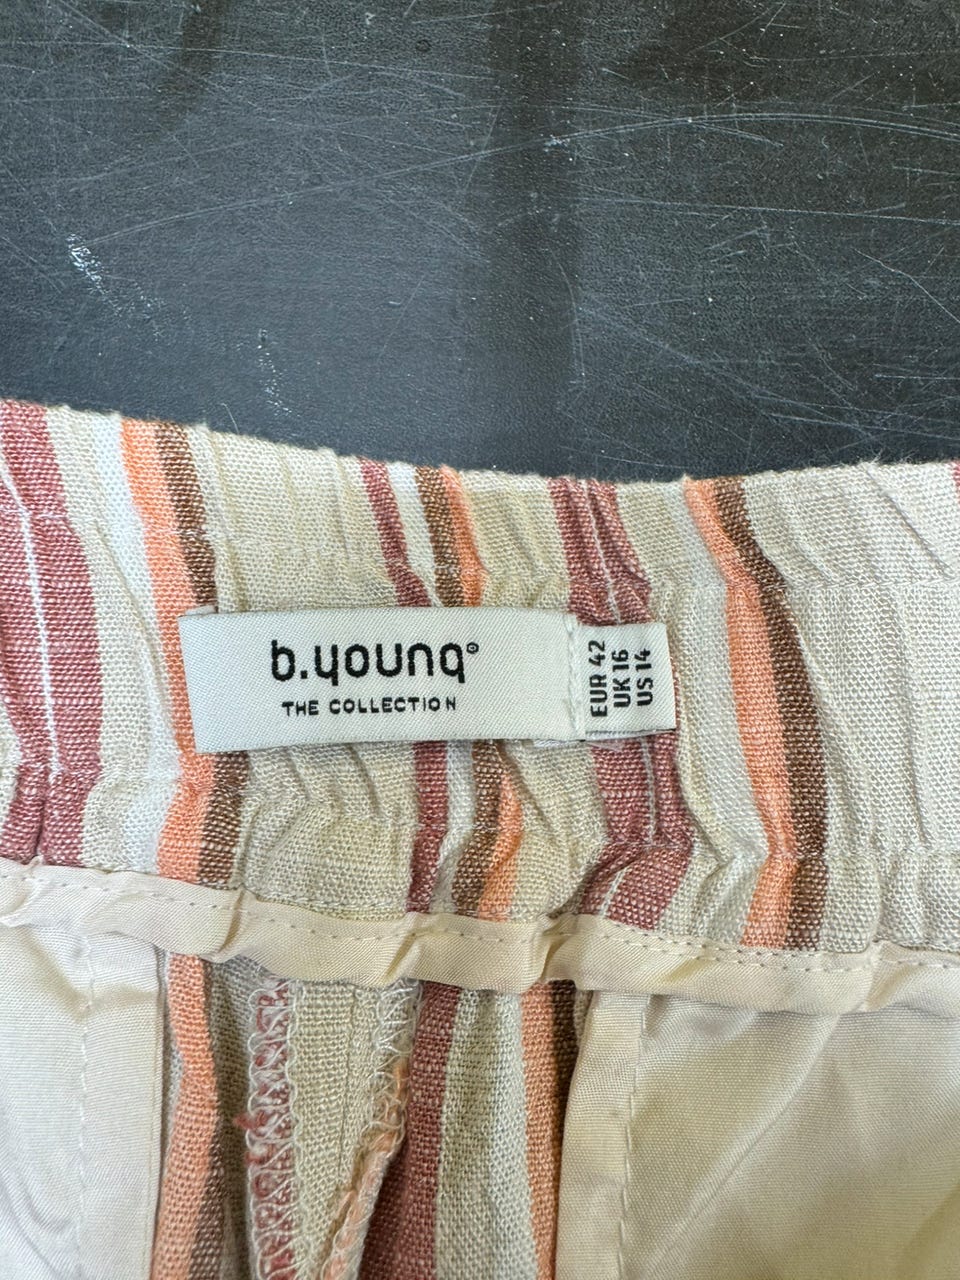 b.young®
THE COLLECTION
EUR 42
UK 16
US 14